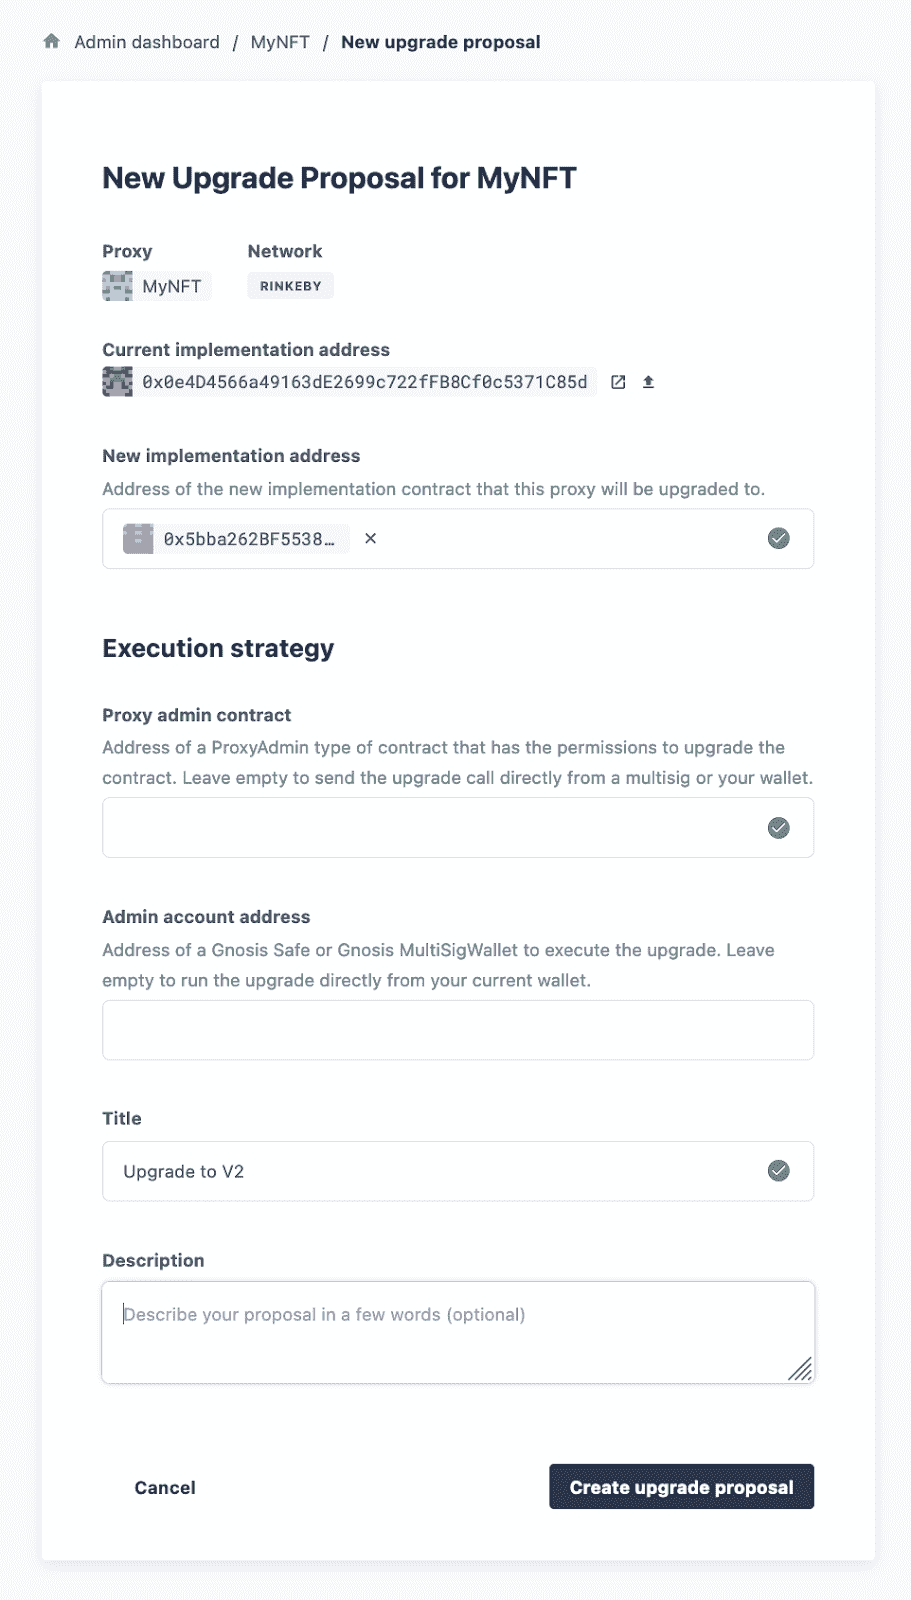 Admin dashboard / MyNFT / New upgrade proposal
New Upgrade Proposal for MyNFT
Proxy Network
MyNFT RINKEBY
Current implementation address
0x0e4D4566a49163dE2699c722fFB8Cf0c5371C85d
New implementation address
Address of the new implementation contract that this proxy will be upgraded to.
0x5bba262BF5538…
Execution strategy
Proxy admin contract
Address of a ProxyAdmin type of contract that has the permissions to upgrade the
contract. Leave empty to send the upgrade call directly from a multisig or your wallet.
Admin account address
Address of a Gnosis Safe or Gnosis MultiSigWallet to execute the upgrade. Leave
empty to run the upgrade directly from your current wallet.
Title
Upgrade to V2
Description
Describe your proposal in a few words (optional)
Cancel Create upgrade proposal